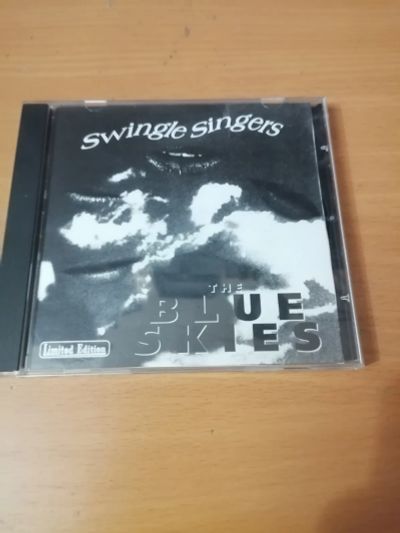 Swingle Singers
THE
BLUE
SKIES
Limited Edition